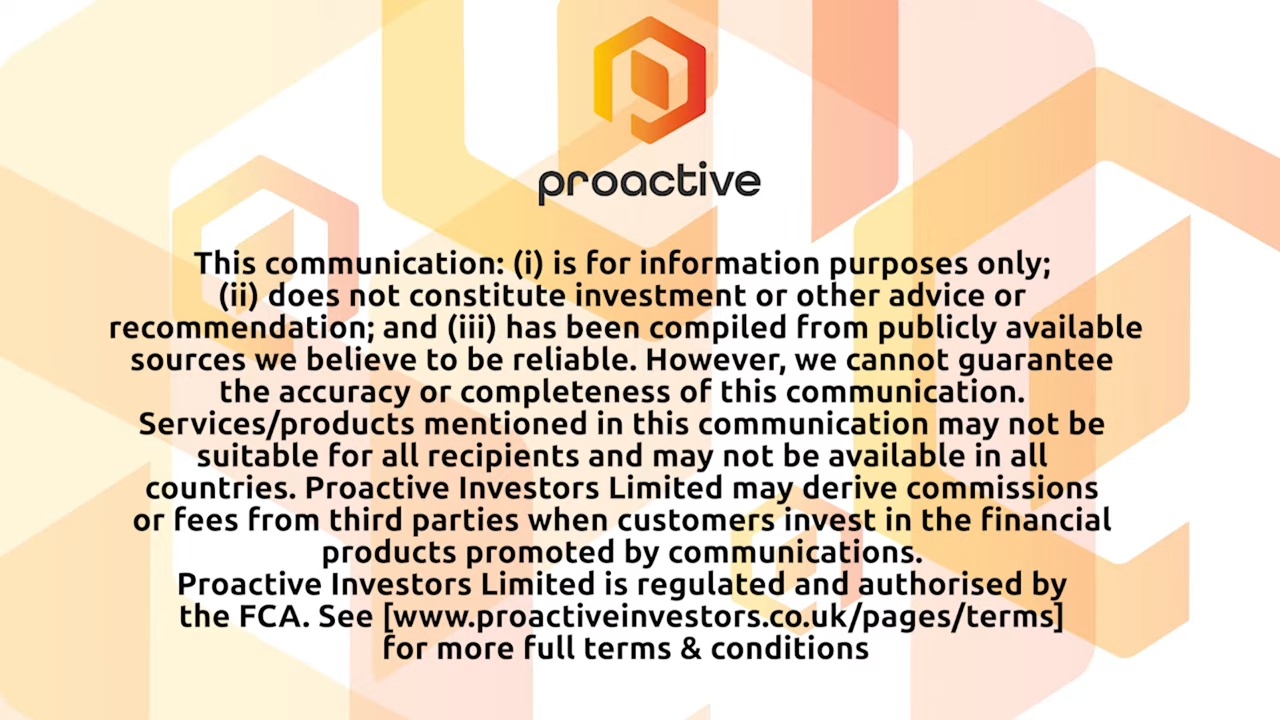 proactive
This communication: (i) is for information purposes only;
(ii) does not constitute investment or other advice or
recommendation; and (iii) has been compiled from publicly available
sources we believe to be reliable. However, we cannot guarantee
the accuracy or completeness of this communication.
Services/products mentioned in this communication may not be
suitable for all recipients and may not be available in all
countries. Proactive Investors Limited may derive commissions
or fees from third parties when customers invest in the financial
products promoted by communications.
Proactive Investors Limited is regulated and authorised by
the FCA. See [www.proactiveinvestors.co.uk/pages/terms]
for more full terms & conditions